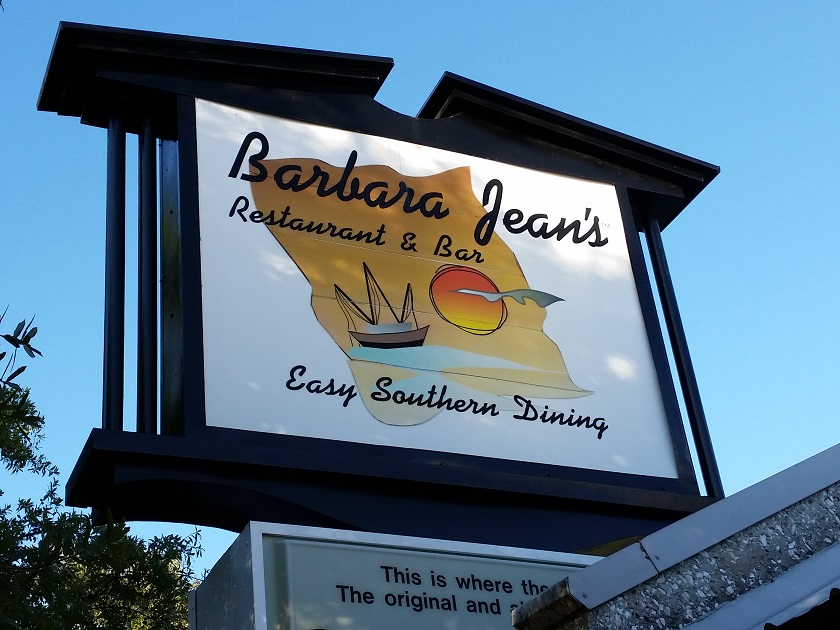 Barbara Jean's
Restaurant & Bar
Easy Southern Dining
This is where the
The original and